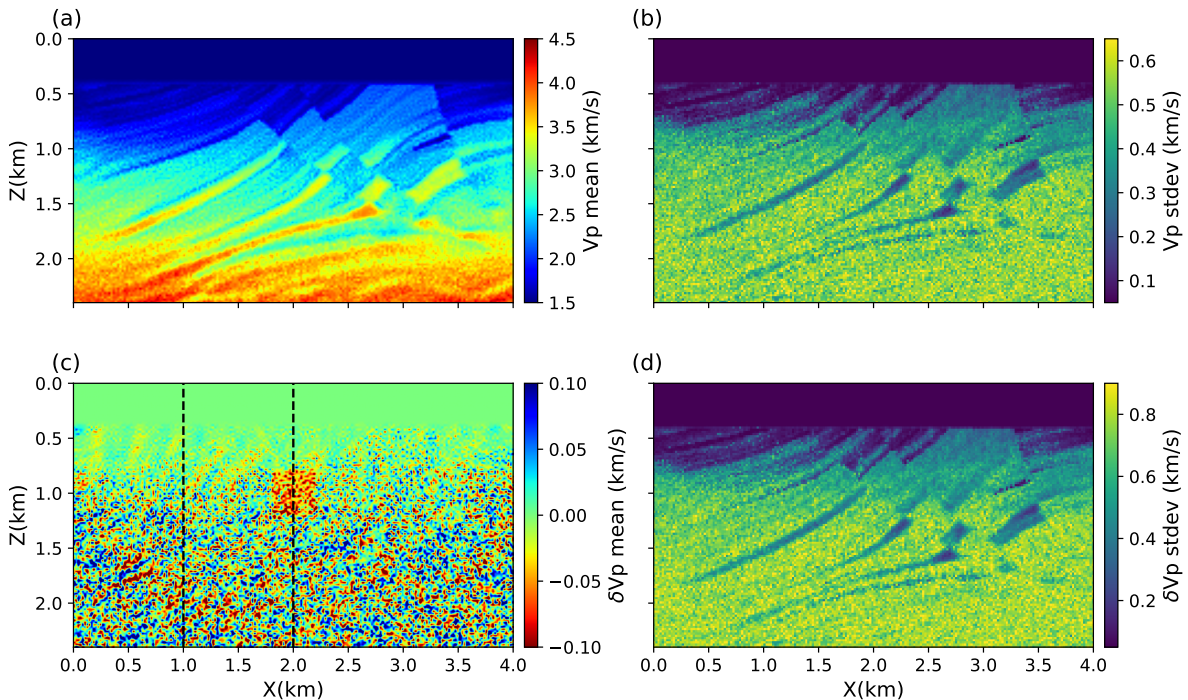 (a)
0.0
0.5
1.0
1.5
2.0
Z(km)
4.5
4.0
3.5
3.0
2.5
2.0
1.5
Vp mean (km/s)
(b)
0.6
0.5
0.4
0.3
0.2
0.1
Vp stdev (km/s)
(c)
0.0
0.5
1.0
1.5
2.0
Z(km)
0.0 0.5 1.0 1.5 2.0 2.5 3.0 3.5 4.0
X(km)
0.10
0.05
0.00
−0.05
−0.10
δVp mean (km/s)
(d)
0.0 0.5 1.0 1.5 2.0 2.5 3.0 3.5 4.0
X(km)
0.8
0.6
0.4
0.2
δVp stdev (km/s)